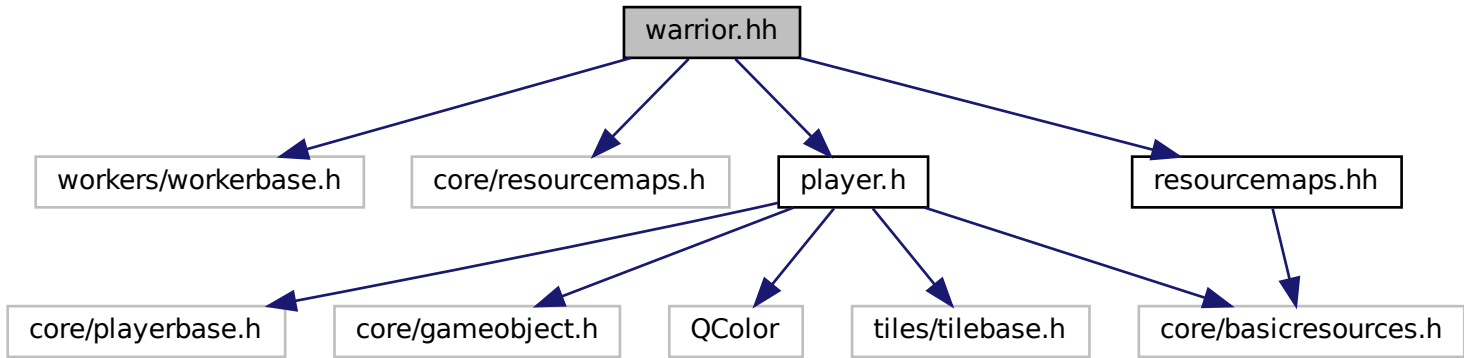 warrior.hh
workers/workerbase.h
core/resourcemaps.h
player.h
resourcemaps.hh
core/playerbase.h
core/gameobject.h
QColor
tiles/tilebase.h
core/basicresources.h